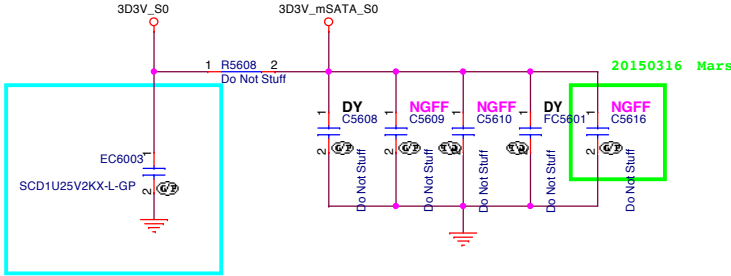 3D3V_S0
3D3V_mSATA_S0
1 R5608 2
Do Not Stuff
20150316 Mars
DY
C5608
NGFF
C5609
NGFF
C5610
DY
FC5601
NGFF
C5616
1
2
Do Not Stuff
1
2
Do Not Stuff
1
2
Do Not Stuff
1
2
Do Not Stuff
1
2
Do Not Stuff
EC6003
SCD1U25V2KX-L-GP
1
2